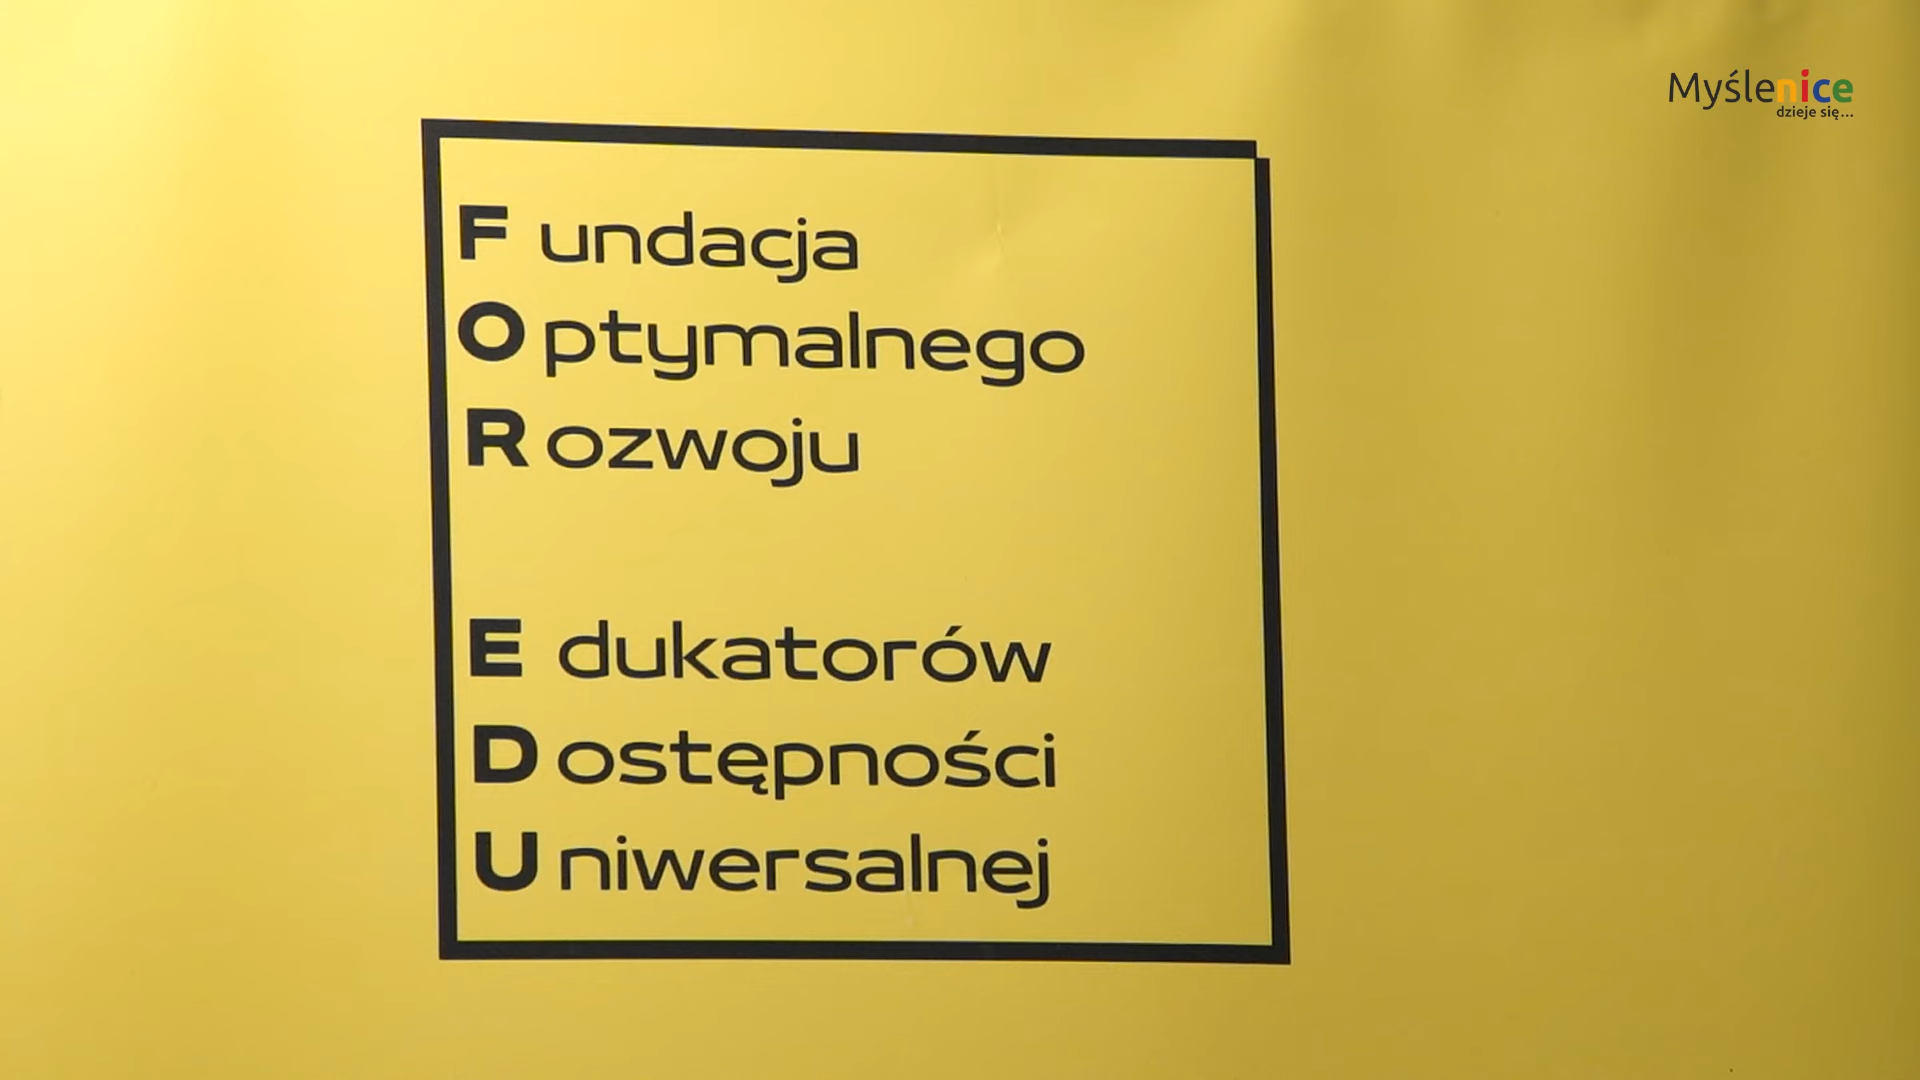 Myślenice
dzieje się...
F undacja
O ptymalnego
R ozwoju
E dukatorów
D ostępności
U niwersalnej